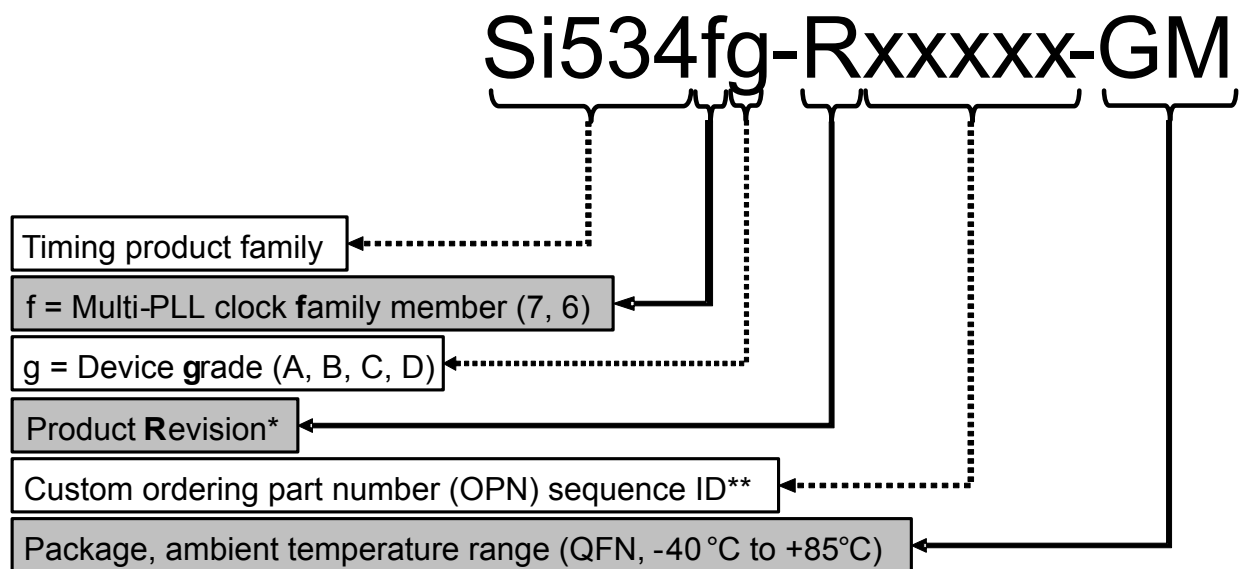 Si534fg-Rxxxxx-GM
Timing product family
f = Multi-PLL clock family member (7, 6)
g = Device grade (A, B, C, D)
Product Revision*
Custom ordering part number (OPN) sequence ID**
Package, ambient temperature range (QFN, -40 °C to +85°C)